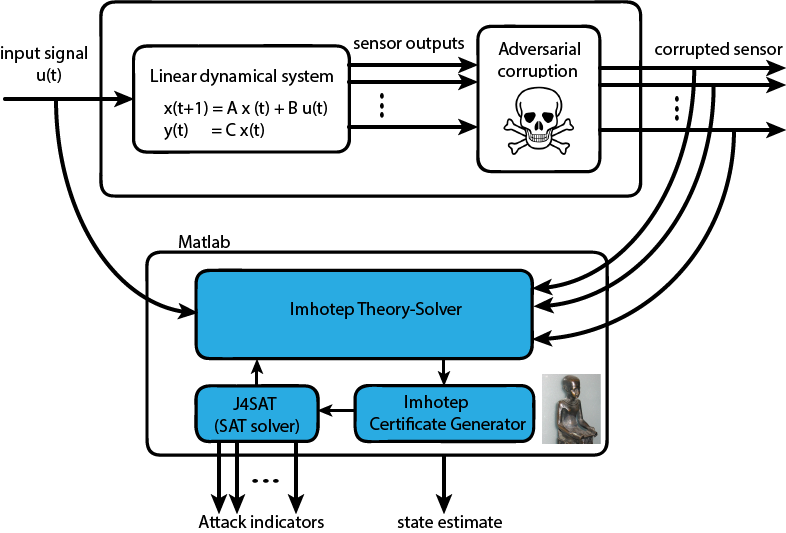 input signal
u(t)
Linear dynamical system
x(t+1) = A x (t) + B u(t)
y(t) = C x(t)
sensor outputs
Adversarial
corruption
corrupted sensor
Matlab
Imhotep Theory-Solver
J4SAT
(SAT solver)
Imhotep
Certificate Generator
Attack indicators
state estimate